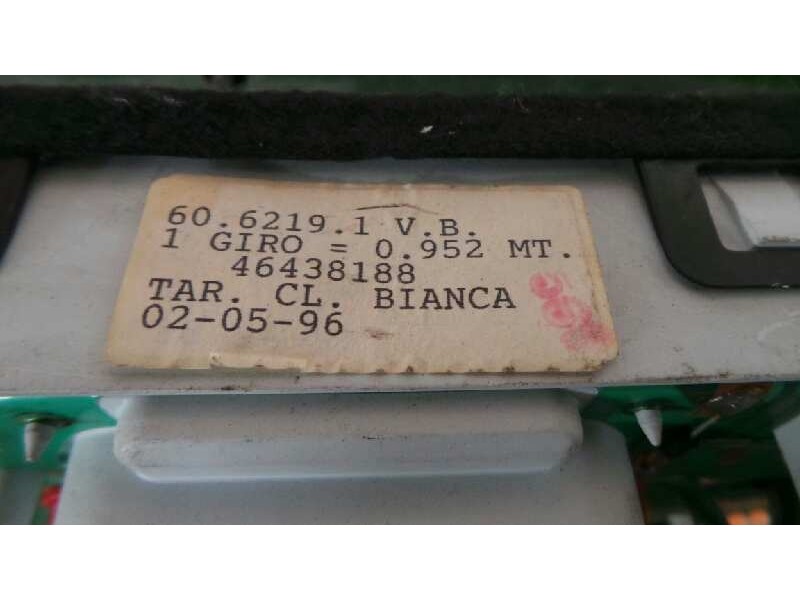 60.6219.1 V.B.
1 GIRO = 0.952 MT.
46438188
TAR. CL. BIANCA
02-05-96